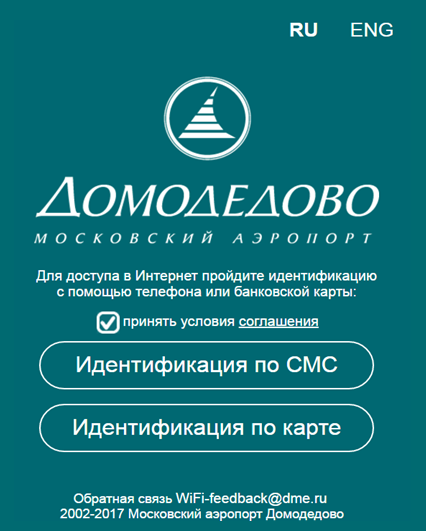 RU ENG
ДОМОДЕДОВО
МОСКОВСКИЙ АЭРОПОРТ
Для доступа в Интернет пройдите идентификацию
с помощью телефона или банковской карты:
принять условия соглашения
Идентификация по СМС
Идентификация по карте
Обратная связь WiFi-feedback@dme.ru
2002-2017 Московский аэропорт Домодедово